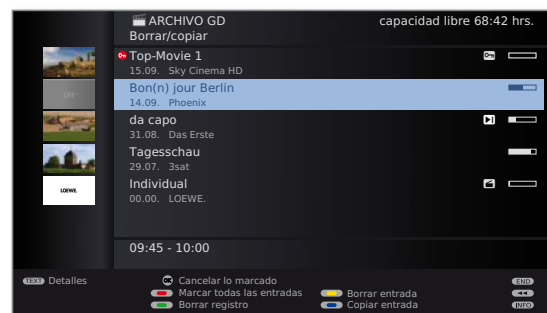 ARCHIVO GD
capacidad libre 68:42 hrs.
Borrar/copiar
Top-Movie 1
15.09. Sky Cinema HD
Bon(n) jour Berlin
14.09. Phoenix
da capo
31.08. Das Erste
Tagesschau
29.07. 3sat
Individual
00.00. LOEWE.
LIVE
LOEWE.
09:45 - 10:00
TEXT Detalles
OK Cancelar lo marcado
END
Marcar todas las entradas
Borrar entrada
Borrar registro
Copiar entrada
INFO